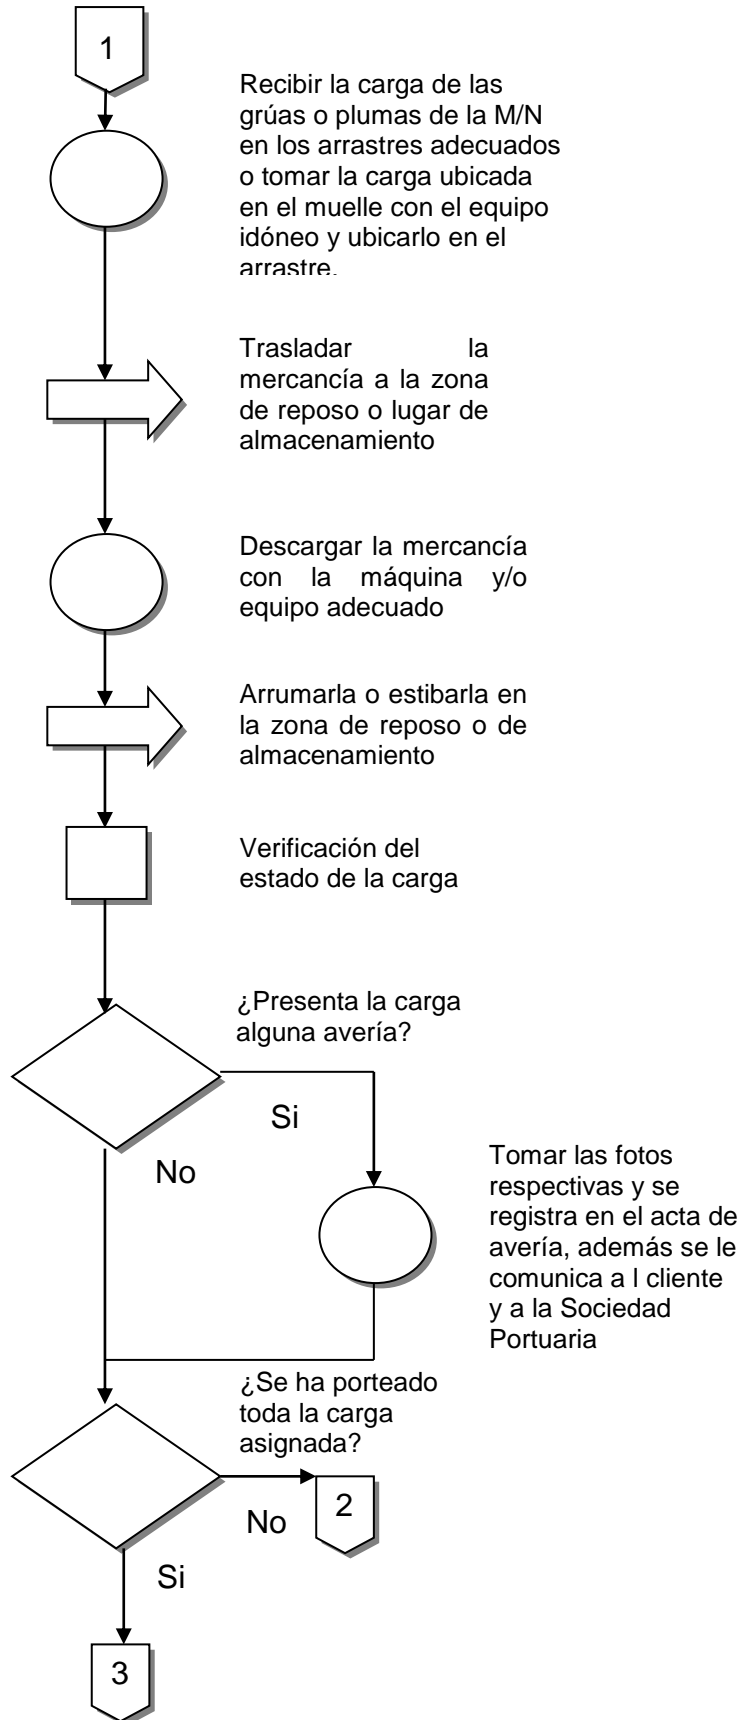 1
Recibir la carga de las
grúas o plumas de la M/N
en los arrastres adecuados
o tomar la carga ubicada
en el muelle con el equipo
idóneo y ubicarlo en el
arrastre.
Trasladar la
mercancía a la zona
de reposo o lugar de
almacenamiento
Descargar la mercancía
con la máquina y/o
equipo adecuado
Arrumarla o estibarla en
la zona de reposo o de
almacenamiento
Verificación del
estado de la carga
¿Presenta la carga
alguna avería?
Si
No
Tomar las fotos
respectivas y se
registra en el acta de
avería, además se le
comunica a l cliente
y a la Sociedad
Portuaria
¿Se ha porteado
toda la carga
asignada?
No
2
Si
3